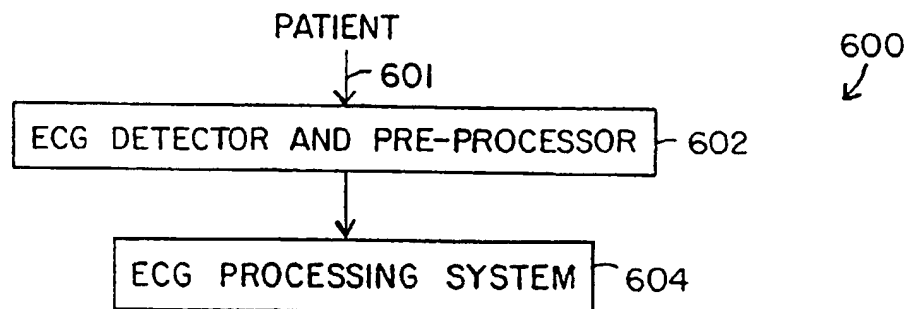 PATIENT
600
601
ECG DETECTOR AND PRE-PROCESSOR
602
ECG PROCESSING SYSTEM
604